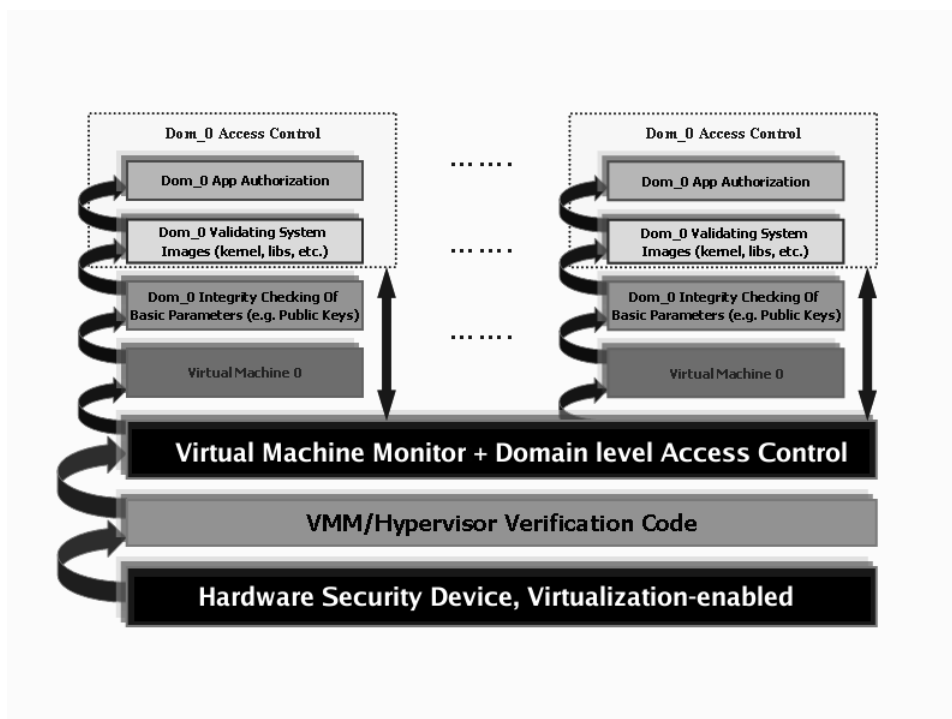 Dom_0 Access Control
Dom_0 App Authorization
Dom_0 Validating System
Images (kernel, libs, etc.)
Dom_0 Integrity Checking Of
Basic Parameters (e.g. Public Keys)
Virtual Machine 0
.......
.......
.......
Dom_0 Access Control
Dom_0 App Authorization
Dom_0 Validating System
Images (kernel, libs, etc.)
Dom_0 Integrity Checking Of
Basic Parameters (e.g. Public Keys)
Virtual Machine 0
Virtual Machine Monitor + Domain level Access Control
VMM/Hypervisor Verification Code
Hardware Security Device, Virtualization-enabled